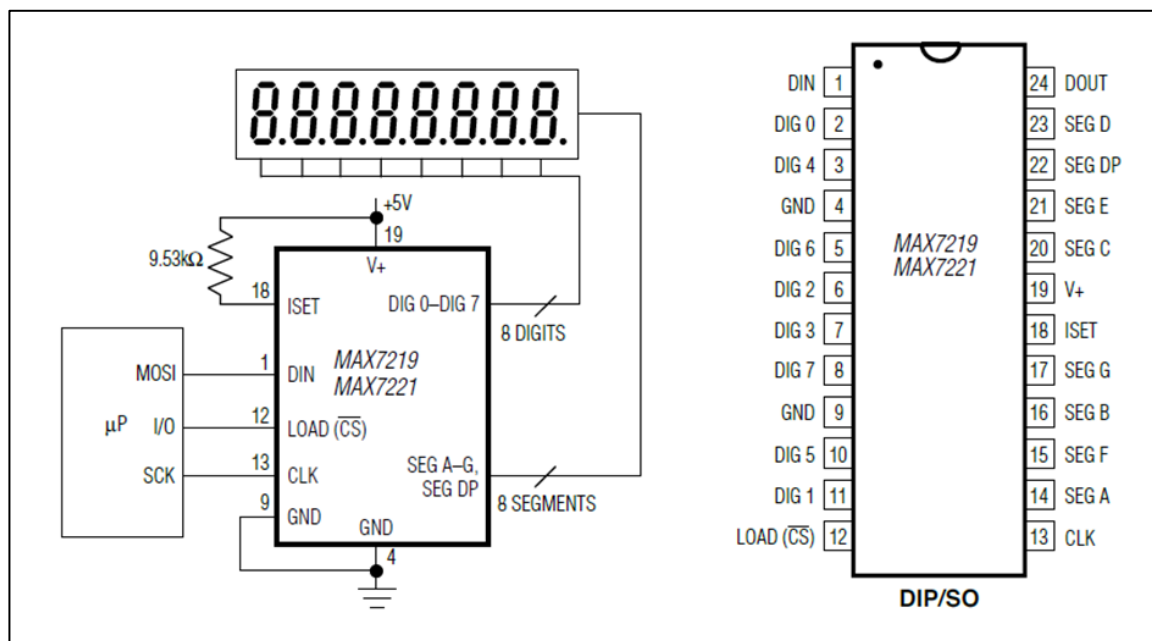 8.8.8.8.8.8.8.8.
+5V
19
V+
9.53kΩ
18
ISET
DIG 0–DIG 7
8 DIGITS
MAX7219
MAX7221
μP
MOSI
1
DIN
I/O
12
LOAD (C̅S̅)
SCK
13
CLK
9
GND
SEG A–G,
SEG DP
8 SEGMENTS
GND
4
DIN 1
DIG 0 2
DIG 4 3
GND 4
DIG 6 5
DIG 2 6
DIG 3 7
DIG 7 8
GND 9
DIG 5 10
DIG 1 11
LOAD (C̅S̅) 12
MAX7219
MAX7221
24 DOUT
23 SEG D
22 SEG DP
21 SEG E
20 SEG C
19 V+
18 ISET
17 SEG G
16 SEG B
15 SEG F
14 SEG A
13 CLK
DIP/SO